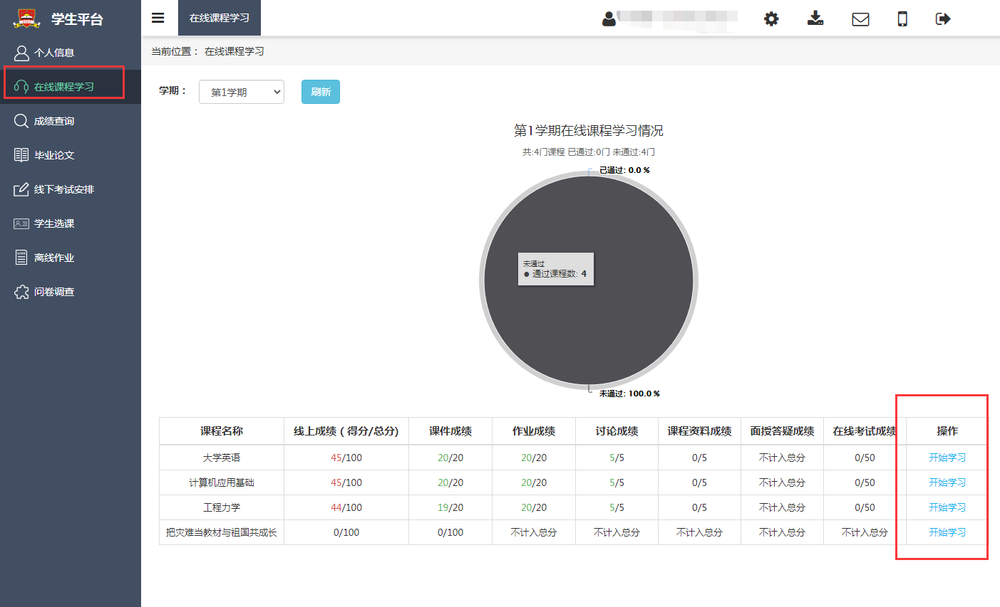 学生平台
在线课程学习
个人信息
在线课程学习
成绩查询
毕业论文
线下考试安排
学生选课
离线作业
问卷调查
当前位置： 在线课程学习
学期： 第1学期 刷新
第1学期在线课程学习情况
共:4门课程 已通过:0门 未通过:4门
已通过: 0.0 %
未通过
● 通过课程数: 4
未通过: 100.0 %
课程名称 线上成绩 ( 得分/总分) 课件成绩 作业成绩 讨论成绩 课程资料成绩 面授答疑成绩 在线考试成绩 操作
大学英语 45/100 20/20 20/20 5/5 0/5 不计入总分 0/50 开始学习
计算机应用基础 45/100 20/20 20/20 5/5 0/5 不计入总分 0/50 开始学习
工程力学 44/100 19/20 20/20 5/5 0/5 不计入总分 0/50 开始学习
把灾难当教材与祖国共成长 0/100 0/100 不计入总分 不计入总分 不计入总分 不计入总分 不计入总分 开始学习